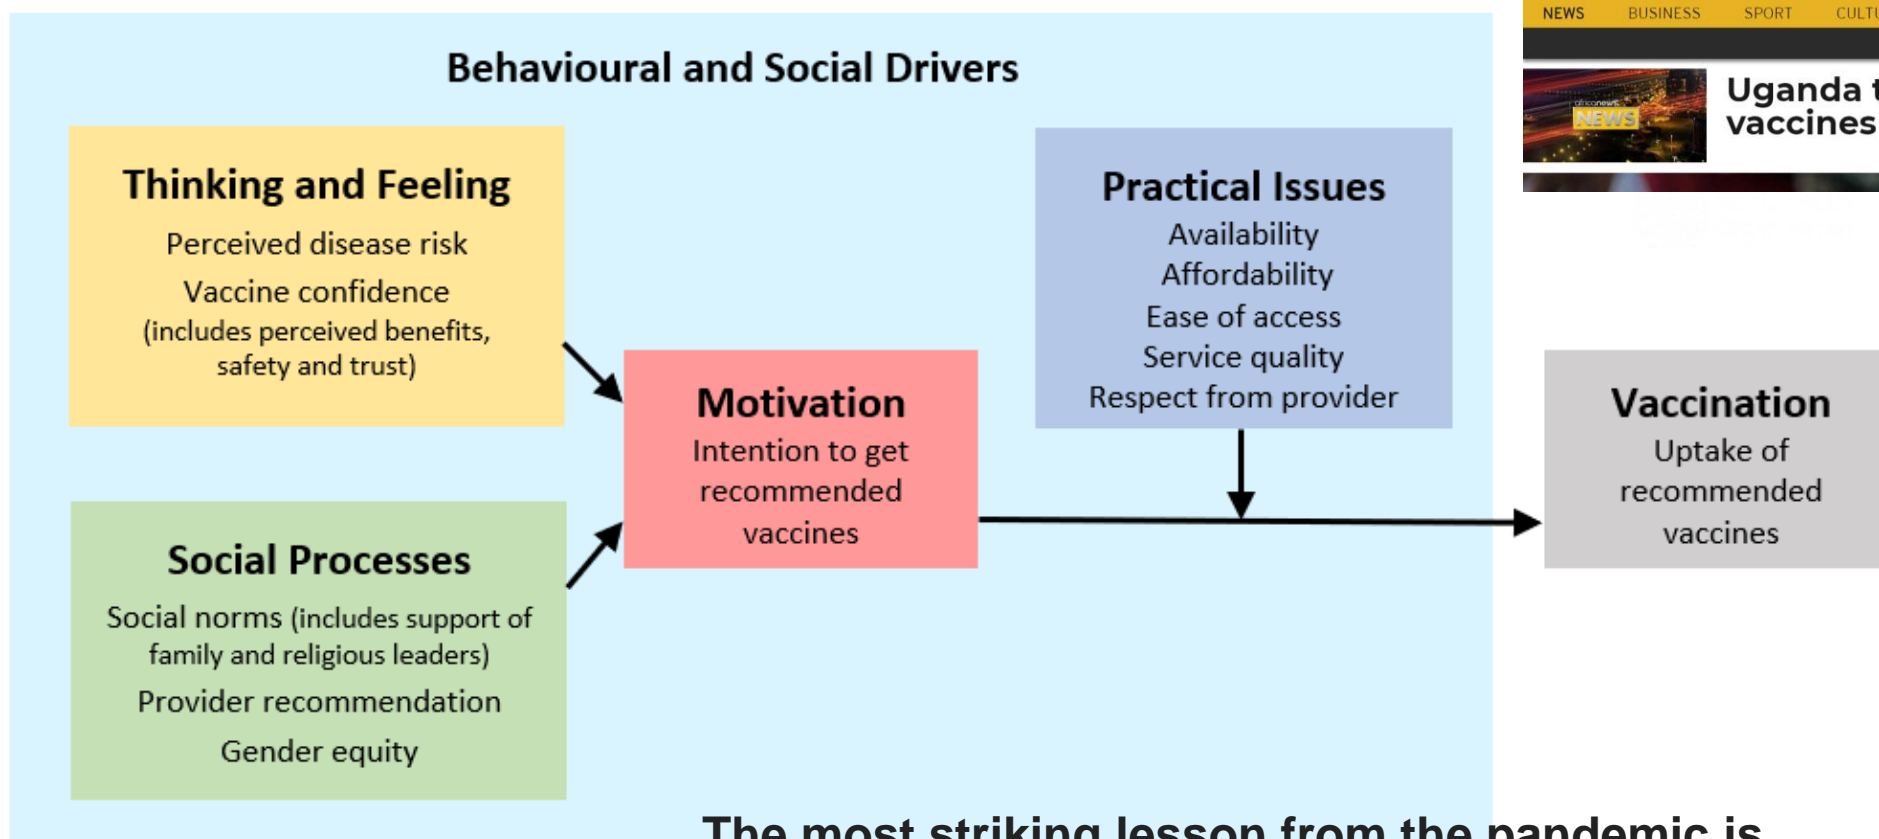 Behavioural and Social Drivers
Thinking and Feeling
Perceived disease risk
Vaccine confidence
(includes perceived benefits,
safety and trust)
Social Processes
Social norms (includes support of
family and religious leaders)
Provider recommendation
Gender equity
Motivation
Intention to get
recommended
vaccines
Practical Issues
Availability
Affordability
Ease of access
Service quality
Respect from provider
Vaccination
Uptake of
recommended
vaccines
NEWS BUSINESS SPORT
africanews.
NEWS
Uganda
vaccines
The most striking lesson from the pandemic is